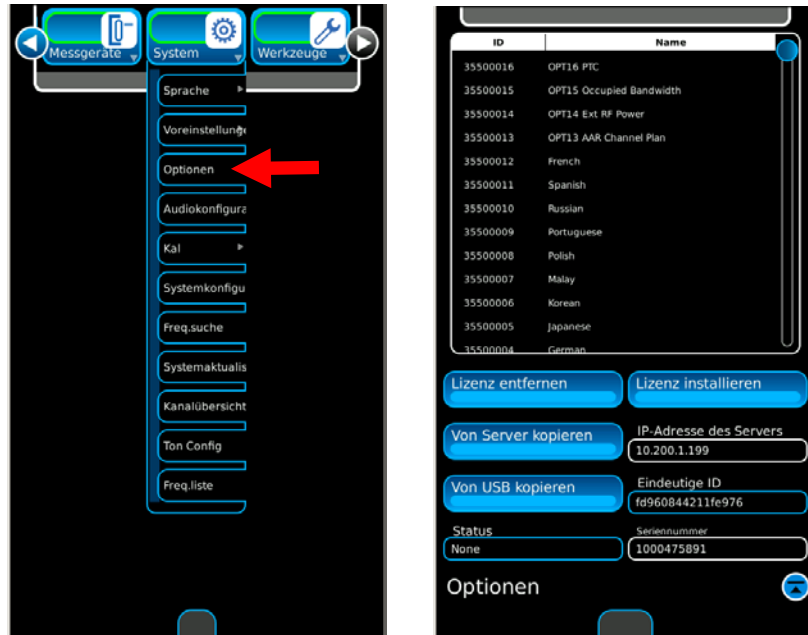 Messgeräte
System
Werkzeuge
Sprache
Voreinstellunge
Optionen
Audiokonfigura
Kal
Systemkonfigu
Freq.suche
Systemaktualis
Kanalübersicht
Ton Config
Freq.liste
ID Name
35500016 OPT16 PTC
35500015 OPT15 Occupied Bandwidth
35500014 OPT14 Ext RF Power
35500013 OPT13 AAR Channel Plan
35500012 French
35500011 Spanish
35500010 Russian
35500009 Portuguese
35500008 Polish
35500007 Malay
35500006 Korean
35500005 Japanese
35500004 German
Lizenz entfernen
Lizenz installieren
Von Server kopieren
IP-Adresse des Servers
10.200.1.199
Von USB kopieren
Eindeutige ID
fd960844211fe976
Status
None
Seriennummer
1000475891
Optionen